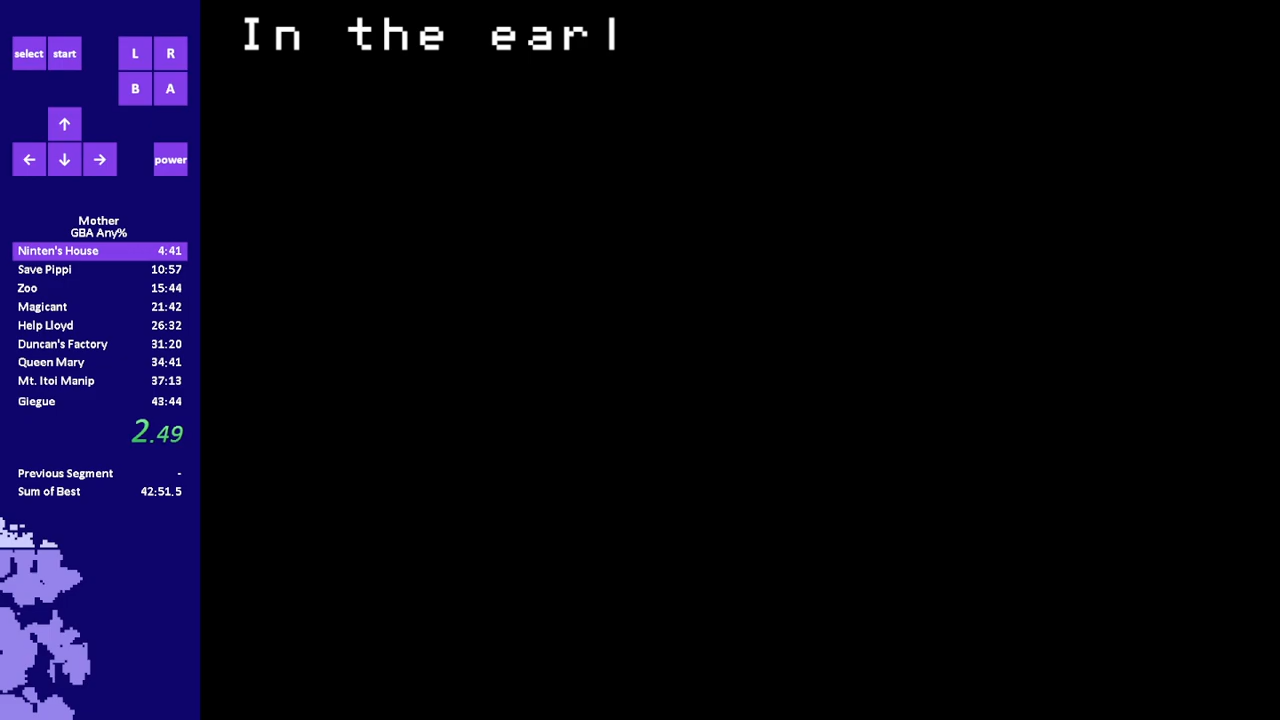 In the earl
select start L R
B A
↑
← ↓ → power
Mother
GBA Any%
Ninten's House 4:41
Save Pippi 10:57
Zoo 15:44
Magicant 21:42
Help Lloyd 26:32
Duncan's Factory 31:20
Queen Mary 34:41
Mt. Itoi Manip 37:13
Giegue 43:44
2.49
Previous Segment -
Sum of Best 42:51.5